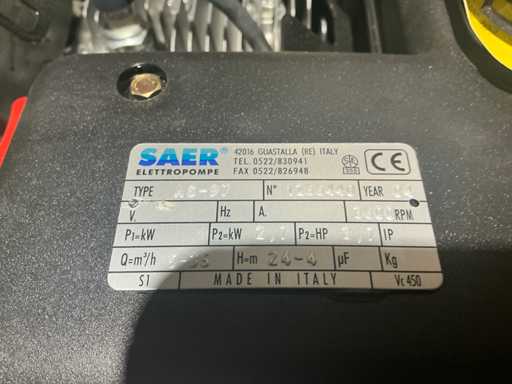 SAER
ELETTROPOMPE
42016 GUASTALLA (RE) ITALY
TEL. 0522/830941
FAX 0522/826948
CE
TYPE N° YEAR
V. Hz A. RPM
P1=kW P2=kW P2=HP IP
Q=m³/h H=m 24-4 µF Kg
S1 MADE IN ITALY Vc 450